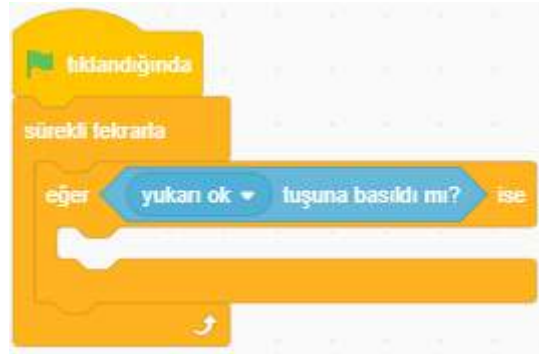 tıklandığında
sürekli tekrarla
eğer yukarı ok tuşuna basıldı mı? ise